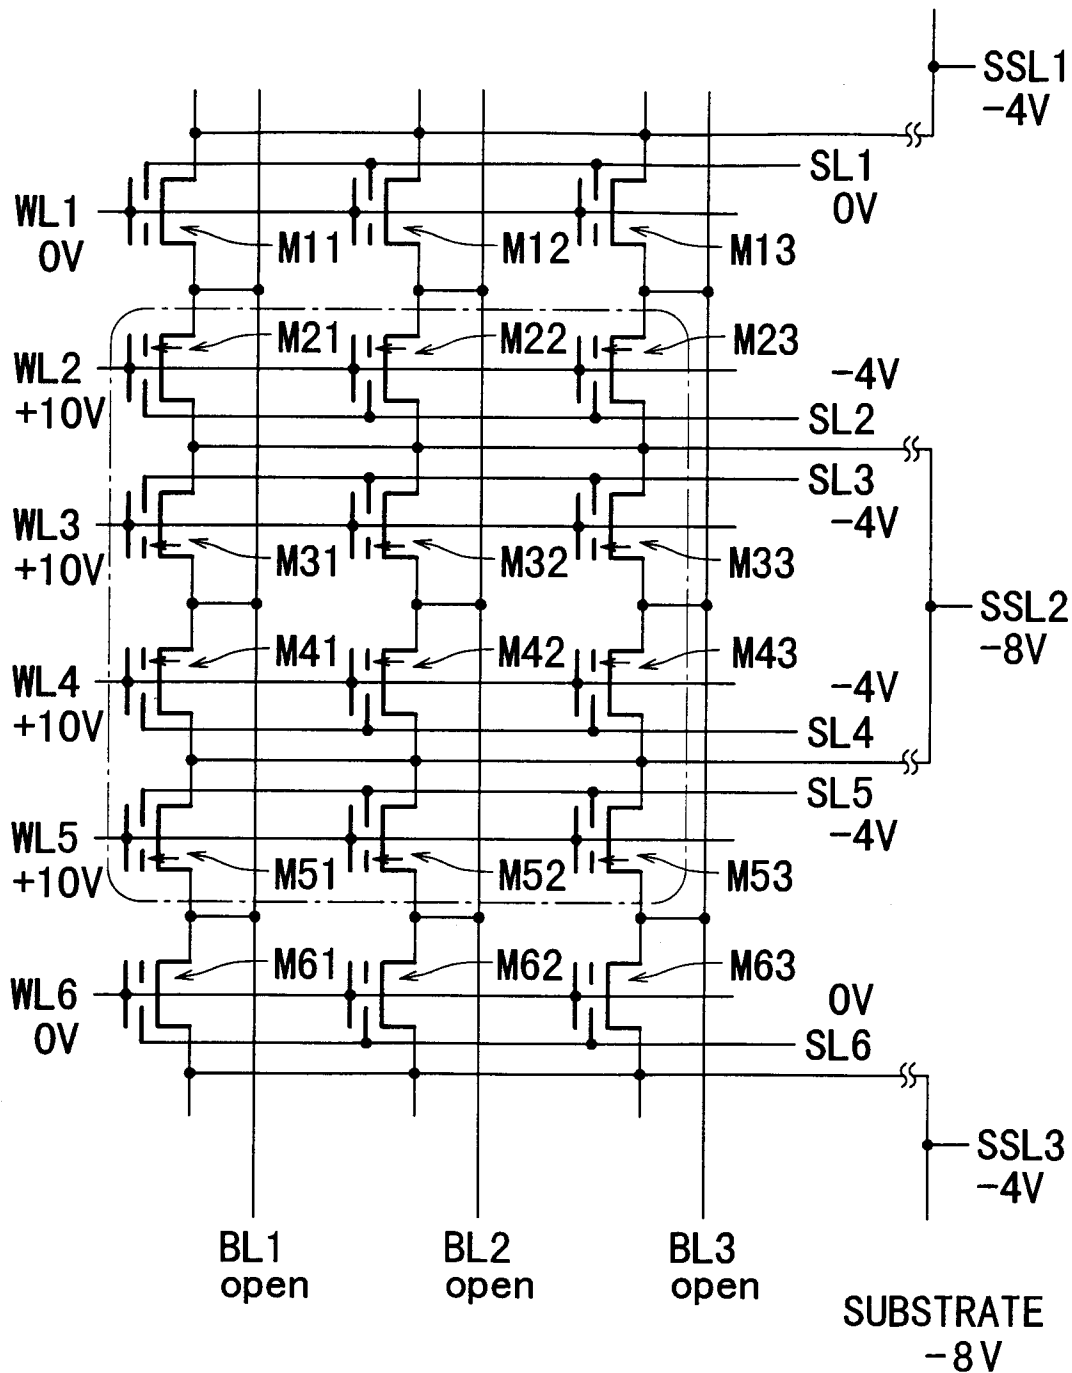 SSL1
-4V
SL1
WL1
0V
0V
M11
M12
M13
M21
M22
M23
WL2
-4V
+10V
SL2
SL3
WL3
-4V
+10V
M31
M32
M33
SSL2
-8V
M41
M42
M43
WL4
-4V
+10V
SL4
SL5
WL5
-4V
+10V
M51
M52
M53
M61
M62
M63
WL6
0V
0V
SL6
SSL3
-4V
BL1
open
BL2
open
BL3
open
SUBSTRATE
-8V